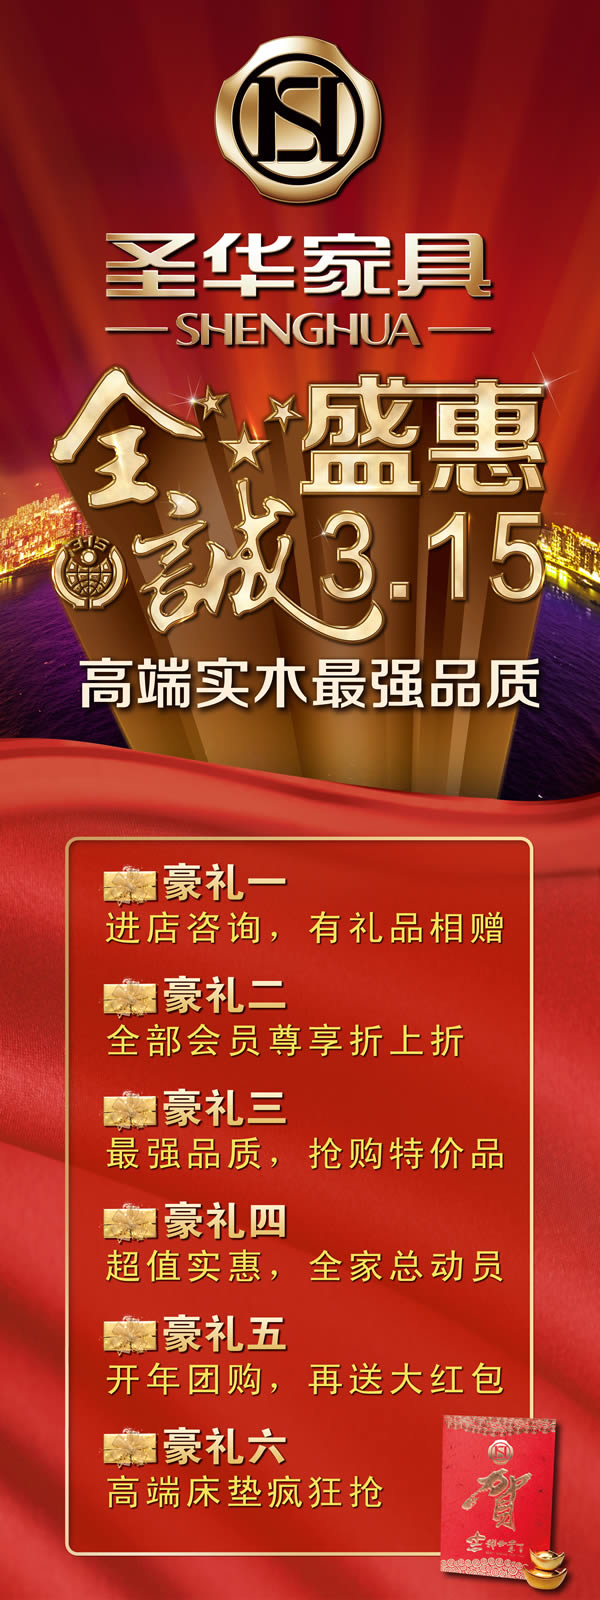 圣华家具
SHENGHUA
全誠盛惠
3.15
高端实木最强品质
豪礼一
进店咨询，有礼品相赠
豪礼二
全部会员尊享折上折
豪礼三
最强品质，抢购特价品
豪礼四
超值实惠，全家总动员
豪礼五
开年团购，再送大红包
豪礼六
高端床垫疯狂抢
賀